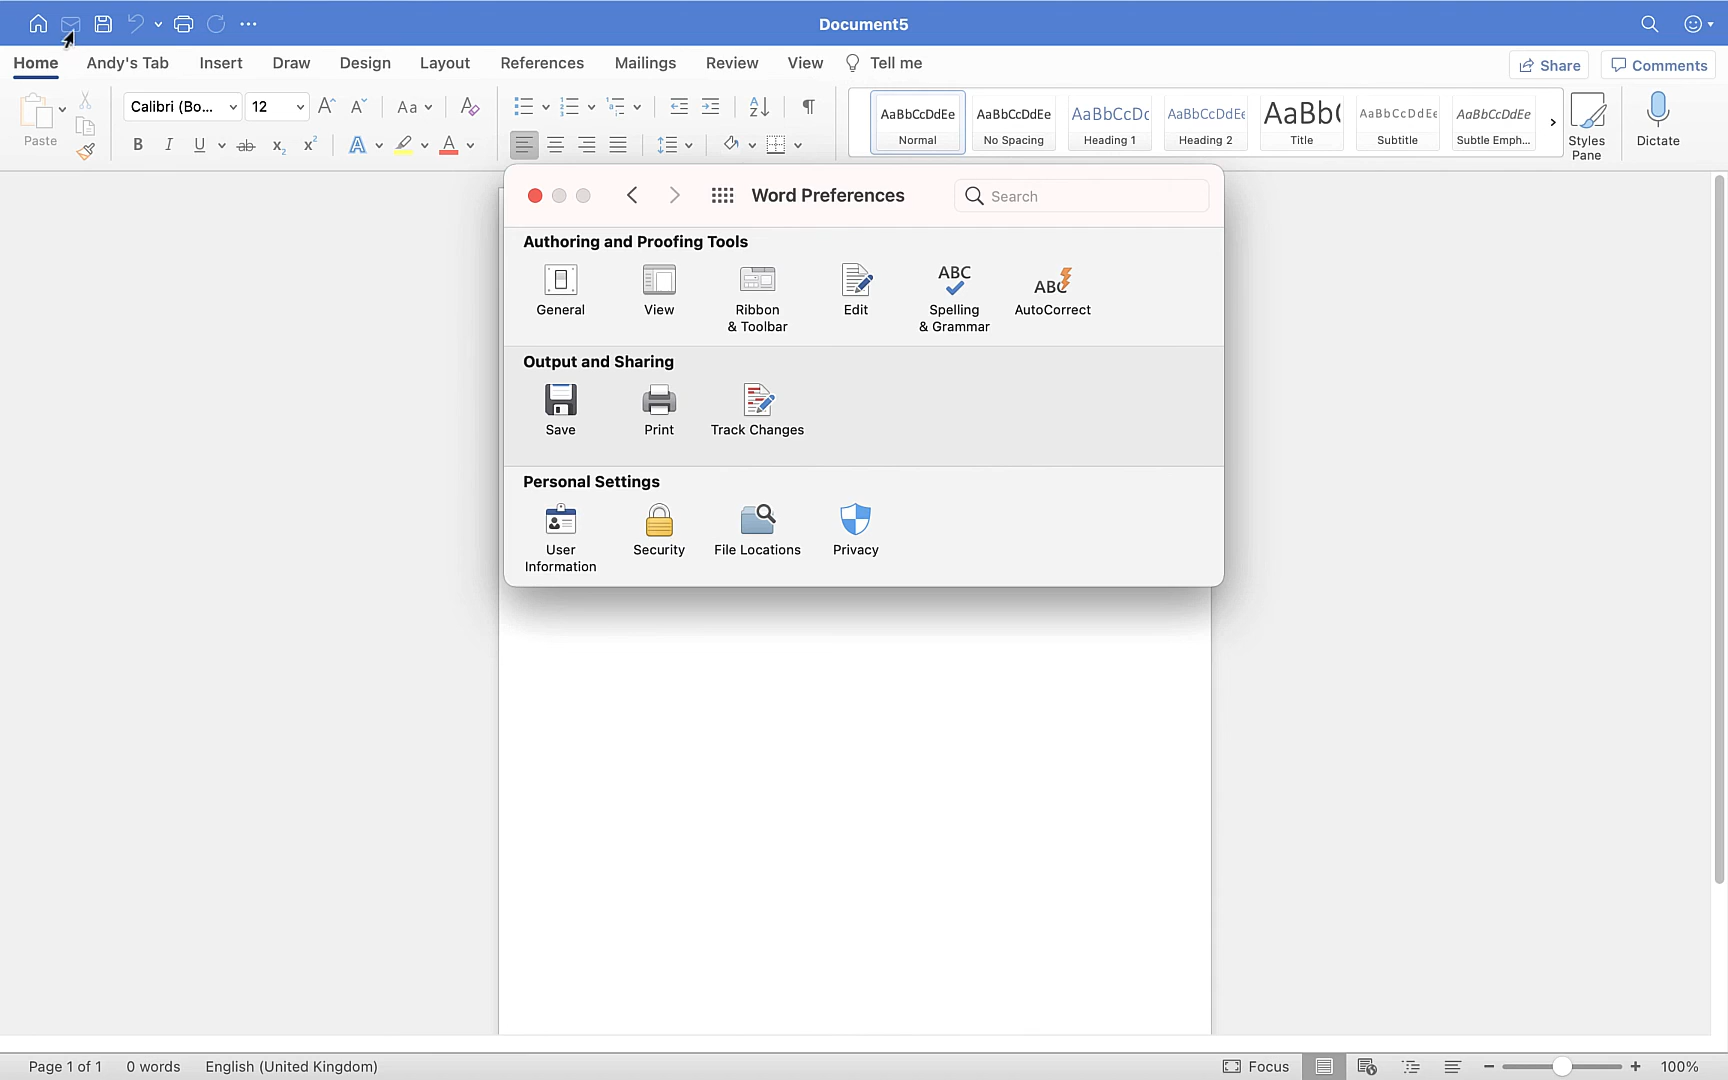 Document5
Home Andy's Tab Insert Draw Design Layout References Mailings Review View Tell me Share Comments
Paste Calibri (Bo... 12 Aa
AaBbCcDdEe AaBbCcDdEe AaBbCcDc AaBbCcDdEe AaBb( AaBbCcDdEe AaBbCcDdEe
Normal No Spacing Heading 1 Heading 2 Title Subtitle Subtle Emph... Styles Pane Dictate
Word Preferences Search
Authoring and Proofing Tools
General View Ribbon & Toolbar Edit Spelling & Grammar AutoCorrect
Output and Sharing
Save Print Track Changes
Personal Settings
User Information Security File Locations Privacy
Page 1 of 1 0 words English (United Kingdom) Focus 100%